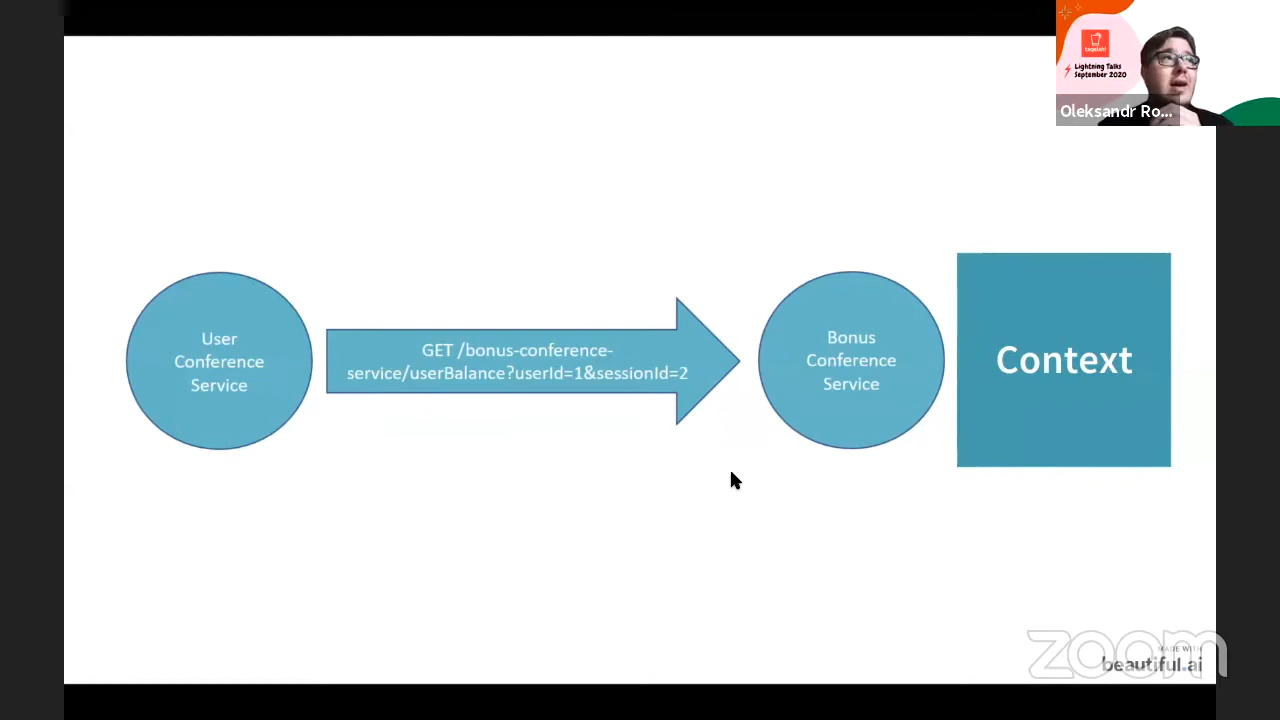 taqelah!
Lightning Talks
September 2020
Oleksandr Ro...
User
Conference
Service
GET /bonus-conference-
service/userBalance?userId=1&sessionId=2
Bonus
Conference
Service
Context
zoom
MADE WITH
beautiful.ai